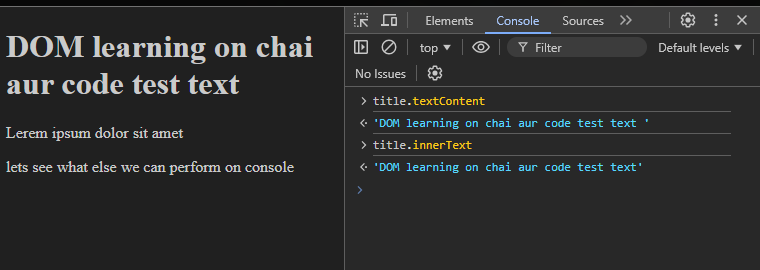 DOM learning on chai
aur code test text
Lerem ipsum dolor sit amet
lets see what else we can perform on console
Elements Console Sources
top Filter Default levels
No Issues
title.textContent
'DOM learning on chai aur code test text '
title.innerText
'DOM learning on chai aur code test text'